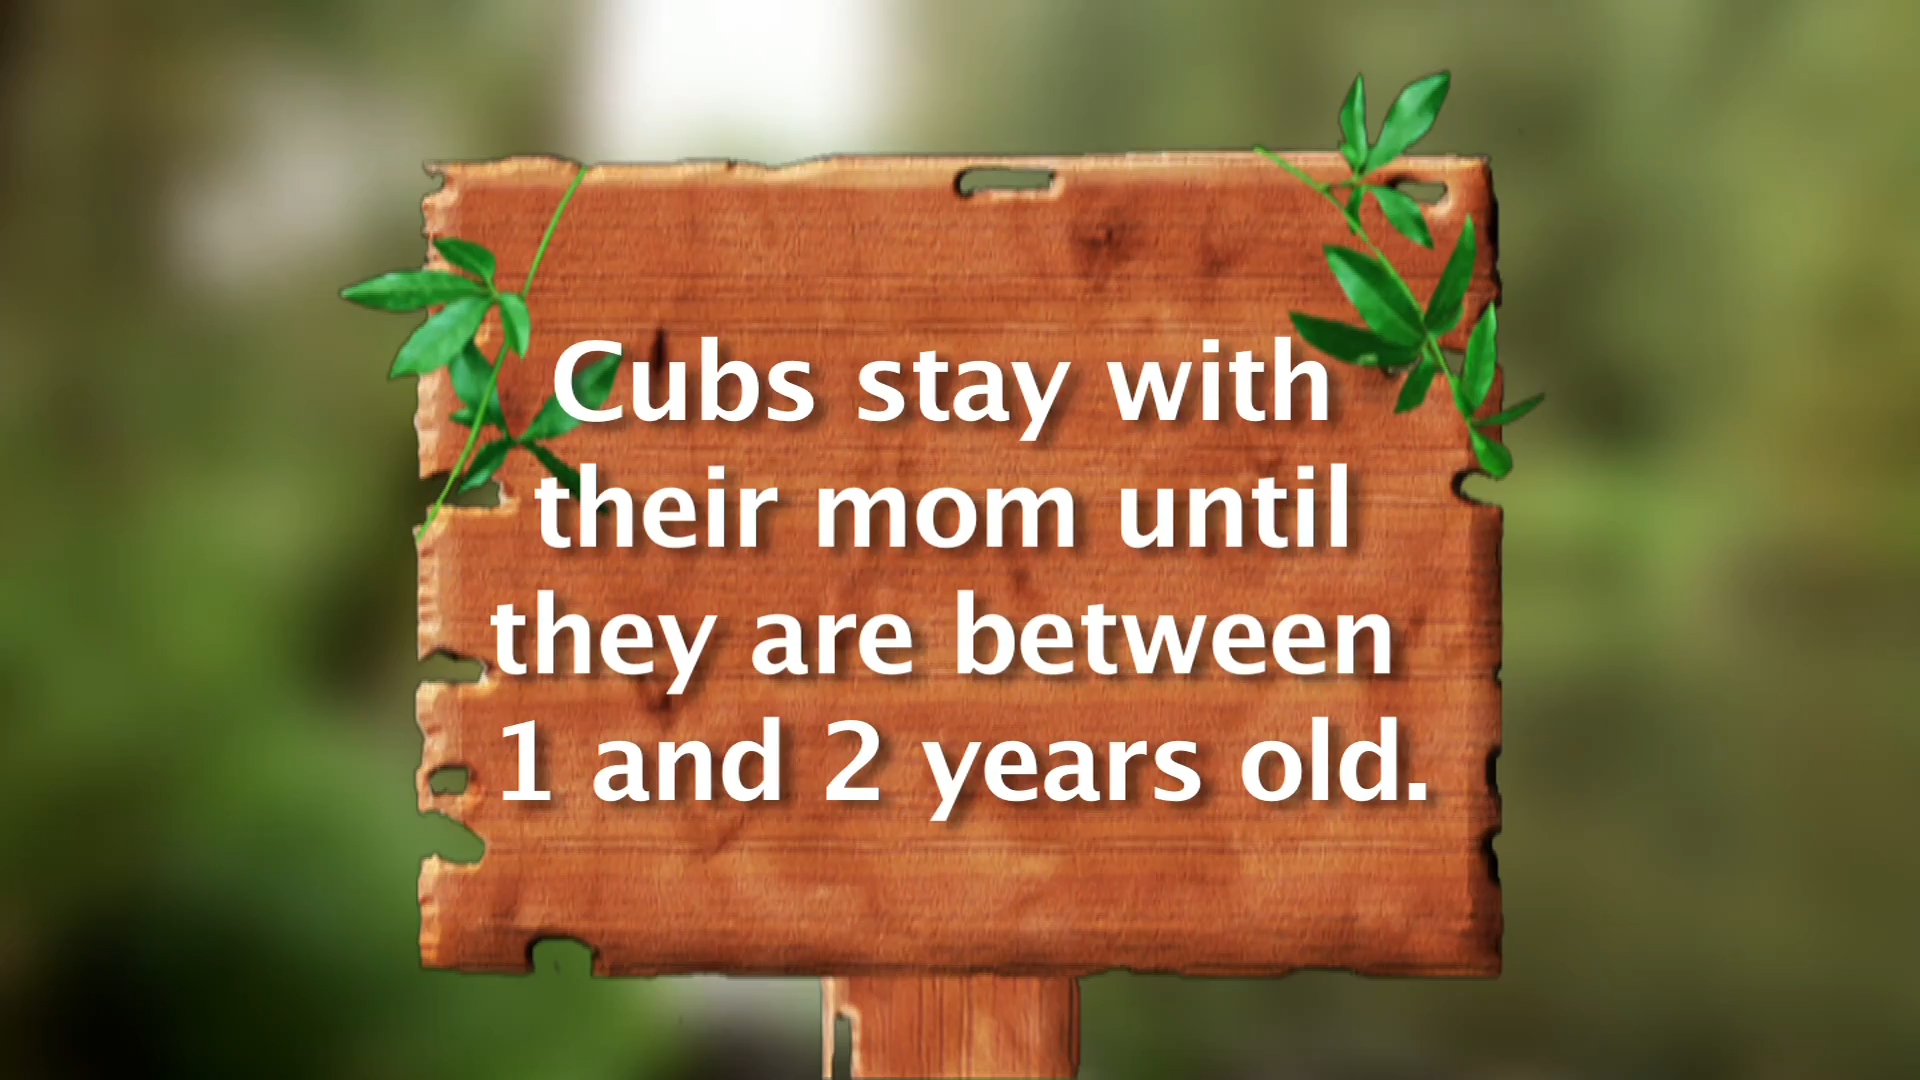 Cubs stay with
their mom until
they are between
1 and 2 years old.